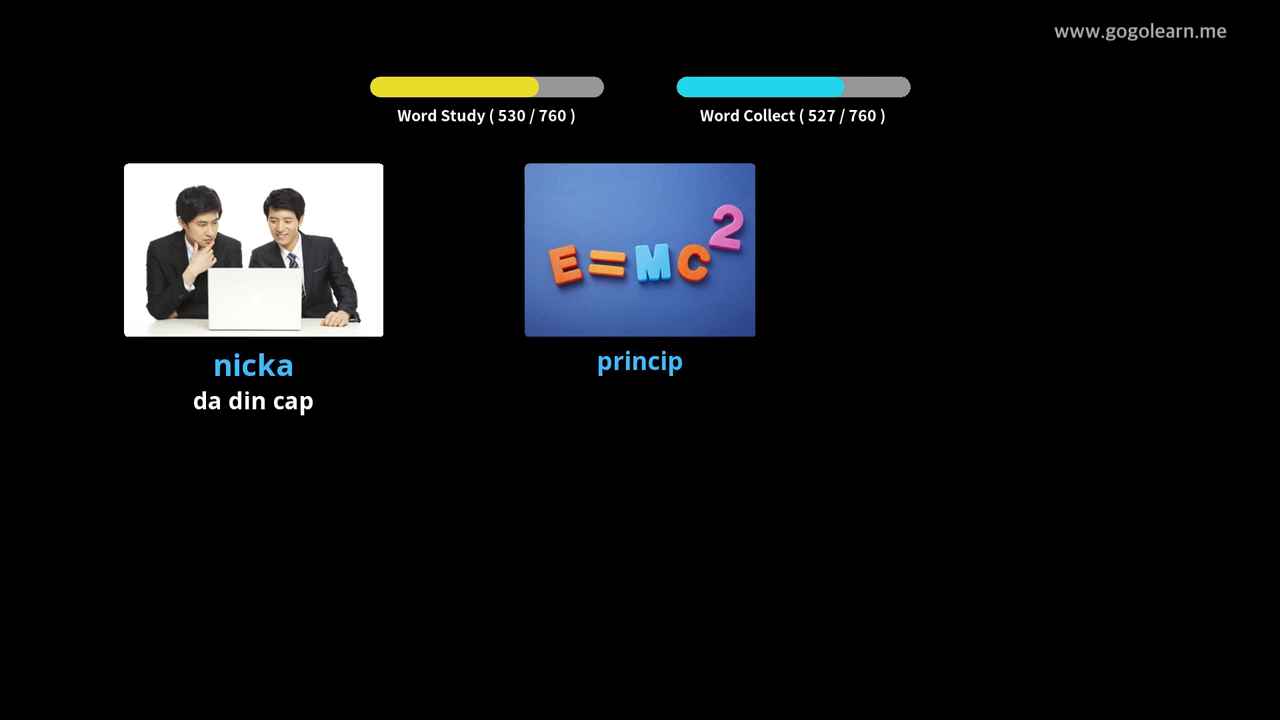 www.gogolearn.me
Word Study ( 530 / 760 )
Word Collect ( 527 / 760 )
E=MC2
nicka
da din cap
princip